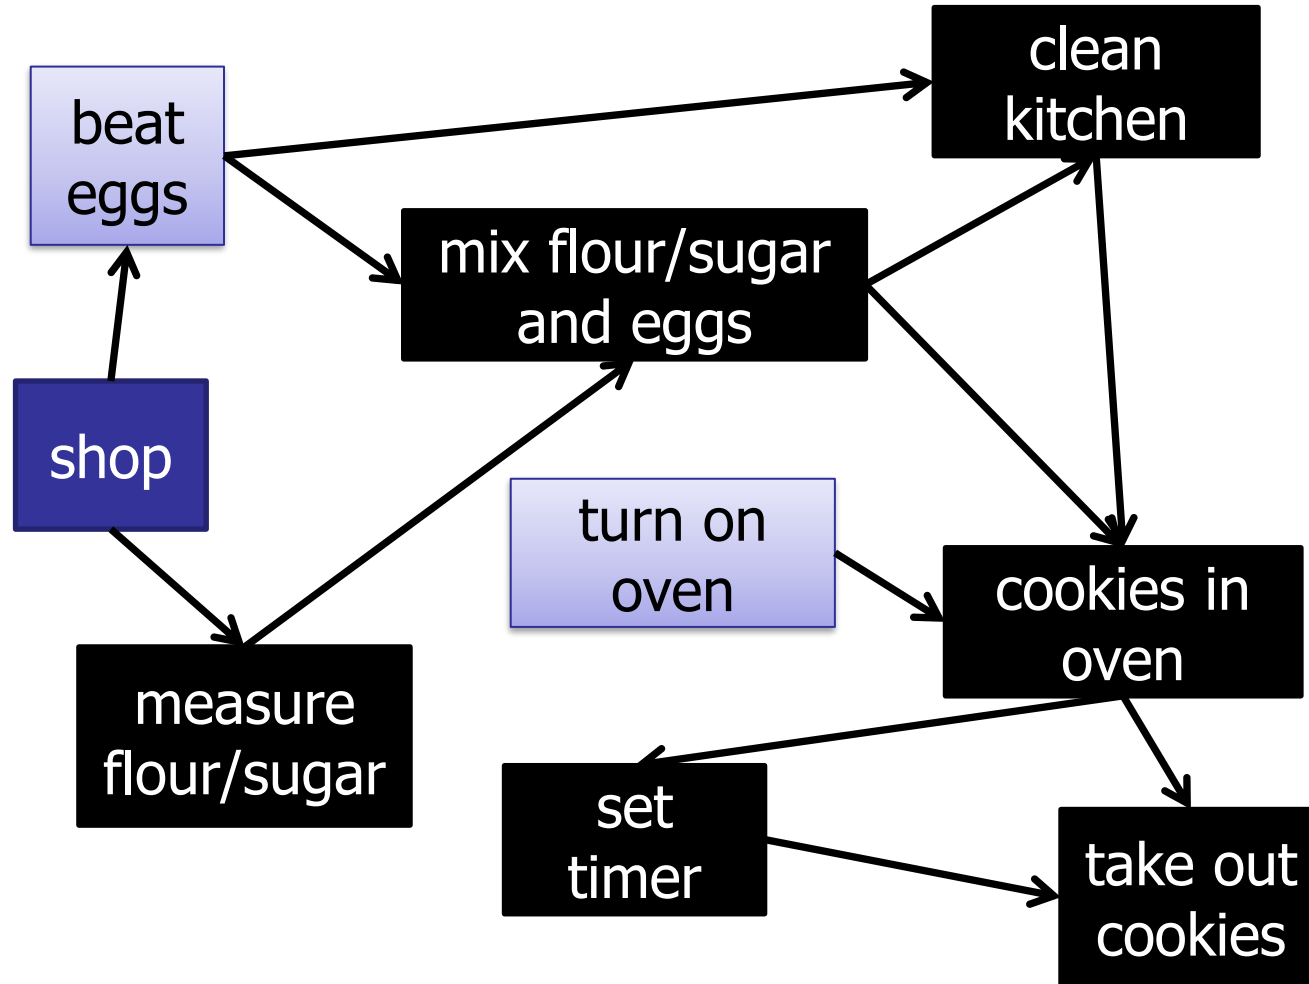 clean
kitchen
beat
eggs
mix flour/sugar
and eggs
shop
turn on
oven
cookies in
oven
measure
flour/sugar
set
timer
take out
cookies